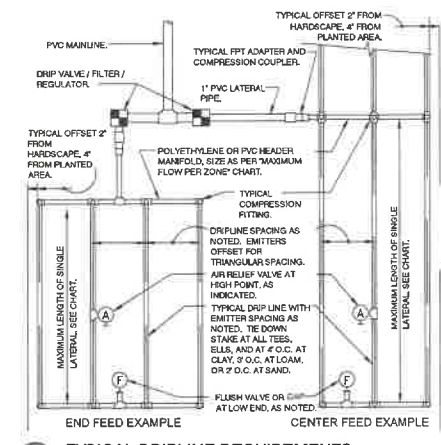 TYPICAL OFFSET 2" FROM
HARDSCAPE, 4" FROM
PLANTED AREA.
PVC MAINLINE.
TYPICAL FPT ADAPTER AND
COMPRESSION COUPLER.
DRIP VALVE / FILTER /
REGULATOR.
1" PVC LATERAL
PIPE.
TYPICAL OFFSET 2"
FROM
HARDSCAPE, 4"
FROM PLANTED
AREA.
POLYETHYLENE OR PVC HEADER
MANIFOLD, SIZE AS PER "MAXIMUM
FLOW PER ZONE" CHART.
TYPICAL
COMPRESSION
FITTING.
DRIPLINE SPACING AS
NOTED. EMITTERS
OFFSET FOR
TRIANGULAR SPACING.
MAXIMUM LENGTH OF SINGLE
LATERAL, SEE CHART.
MAXIMUM LENGTH OF SINGLE
LATERAL, SEE CHART.
AIR RELIEF VALVE AT
HIGH POINT, AS
INDICATED.
A
A
TYPICAL DRIP LINE WITH
EMITTER SPACING AS
NOTED. TIE DOWN
STAKE AT ALL TEES,
ELLS, AND AT 4' O.C. AT
CLAY, 3' O.C. AT LOAM,
OR 2' O.C. AT SAND.
F
F
FLUSH VALVE OR
AT LOW END, AS NOTED.
END FEED EXAMPLE
CENTER FEED EXAMPLE
TYPICAL DRIPLINE REQUIREMENTS